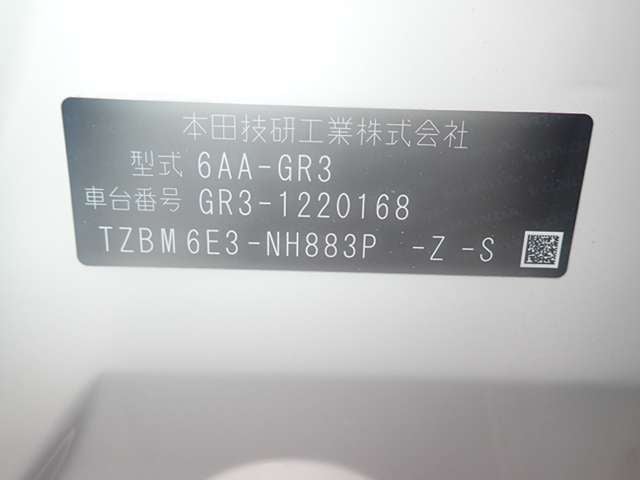 本田技研工業株式会社
型式 6AA-GR3
車台番号 GR3-1220168
TZBM6E3-NH883P -Z -S